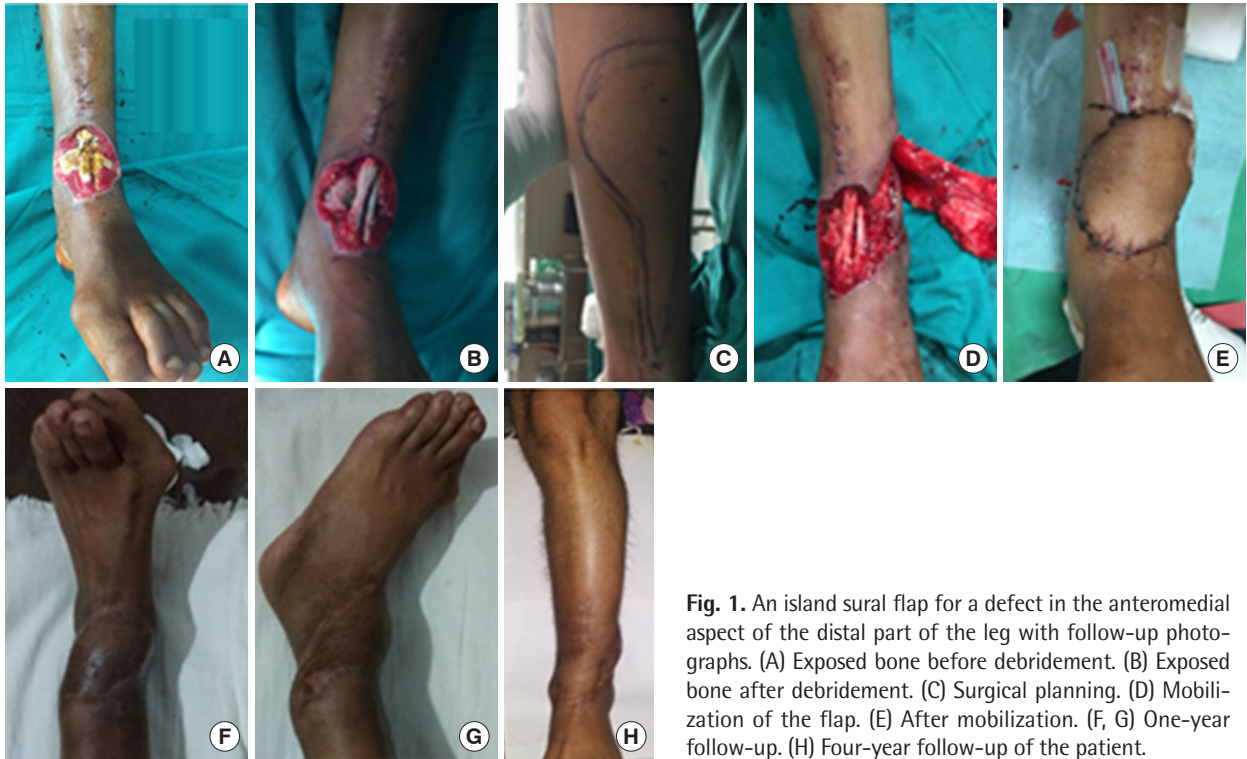 A
B
C
D
E
F
G
H
Fig. 1. An island sural flap for a defect in the anteromedial
aspect of the distal part of the leg with follow-up photo-
graphs. (A) Exposed bone before debridement. (B) Exposed
bone after debridement. (C) Surgical planning. (D) Mobili-
zation of the flap. (E) After mobilization. (F, G) One-year
follow-up. (H) Four-year follow-up of the patient.